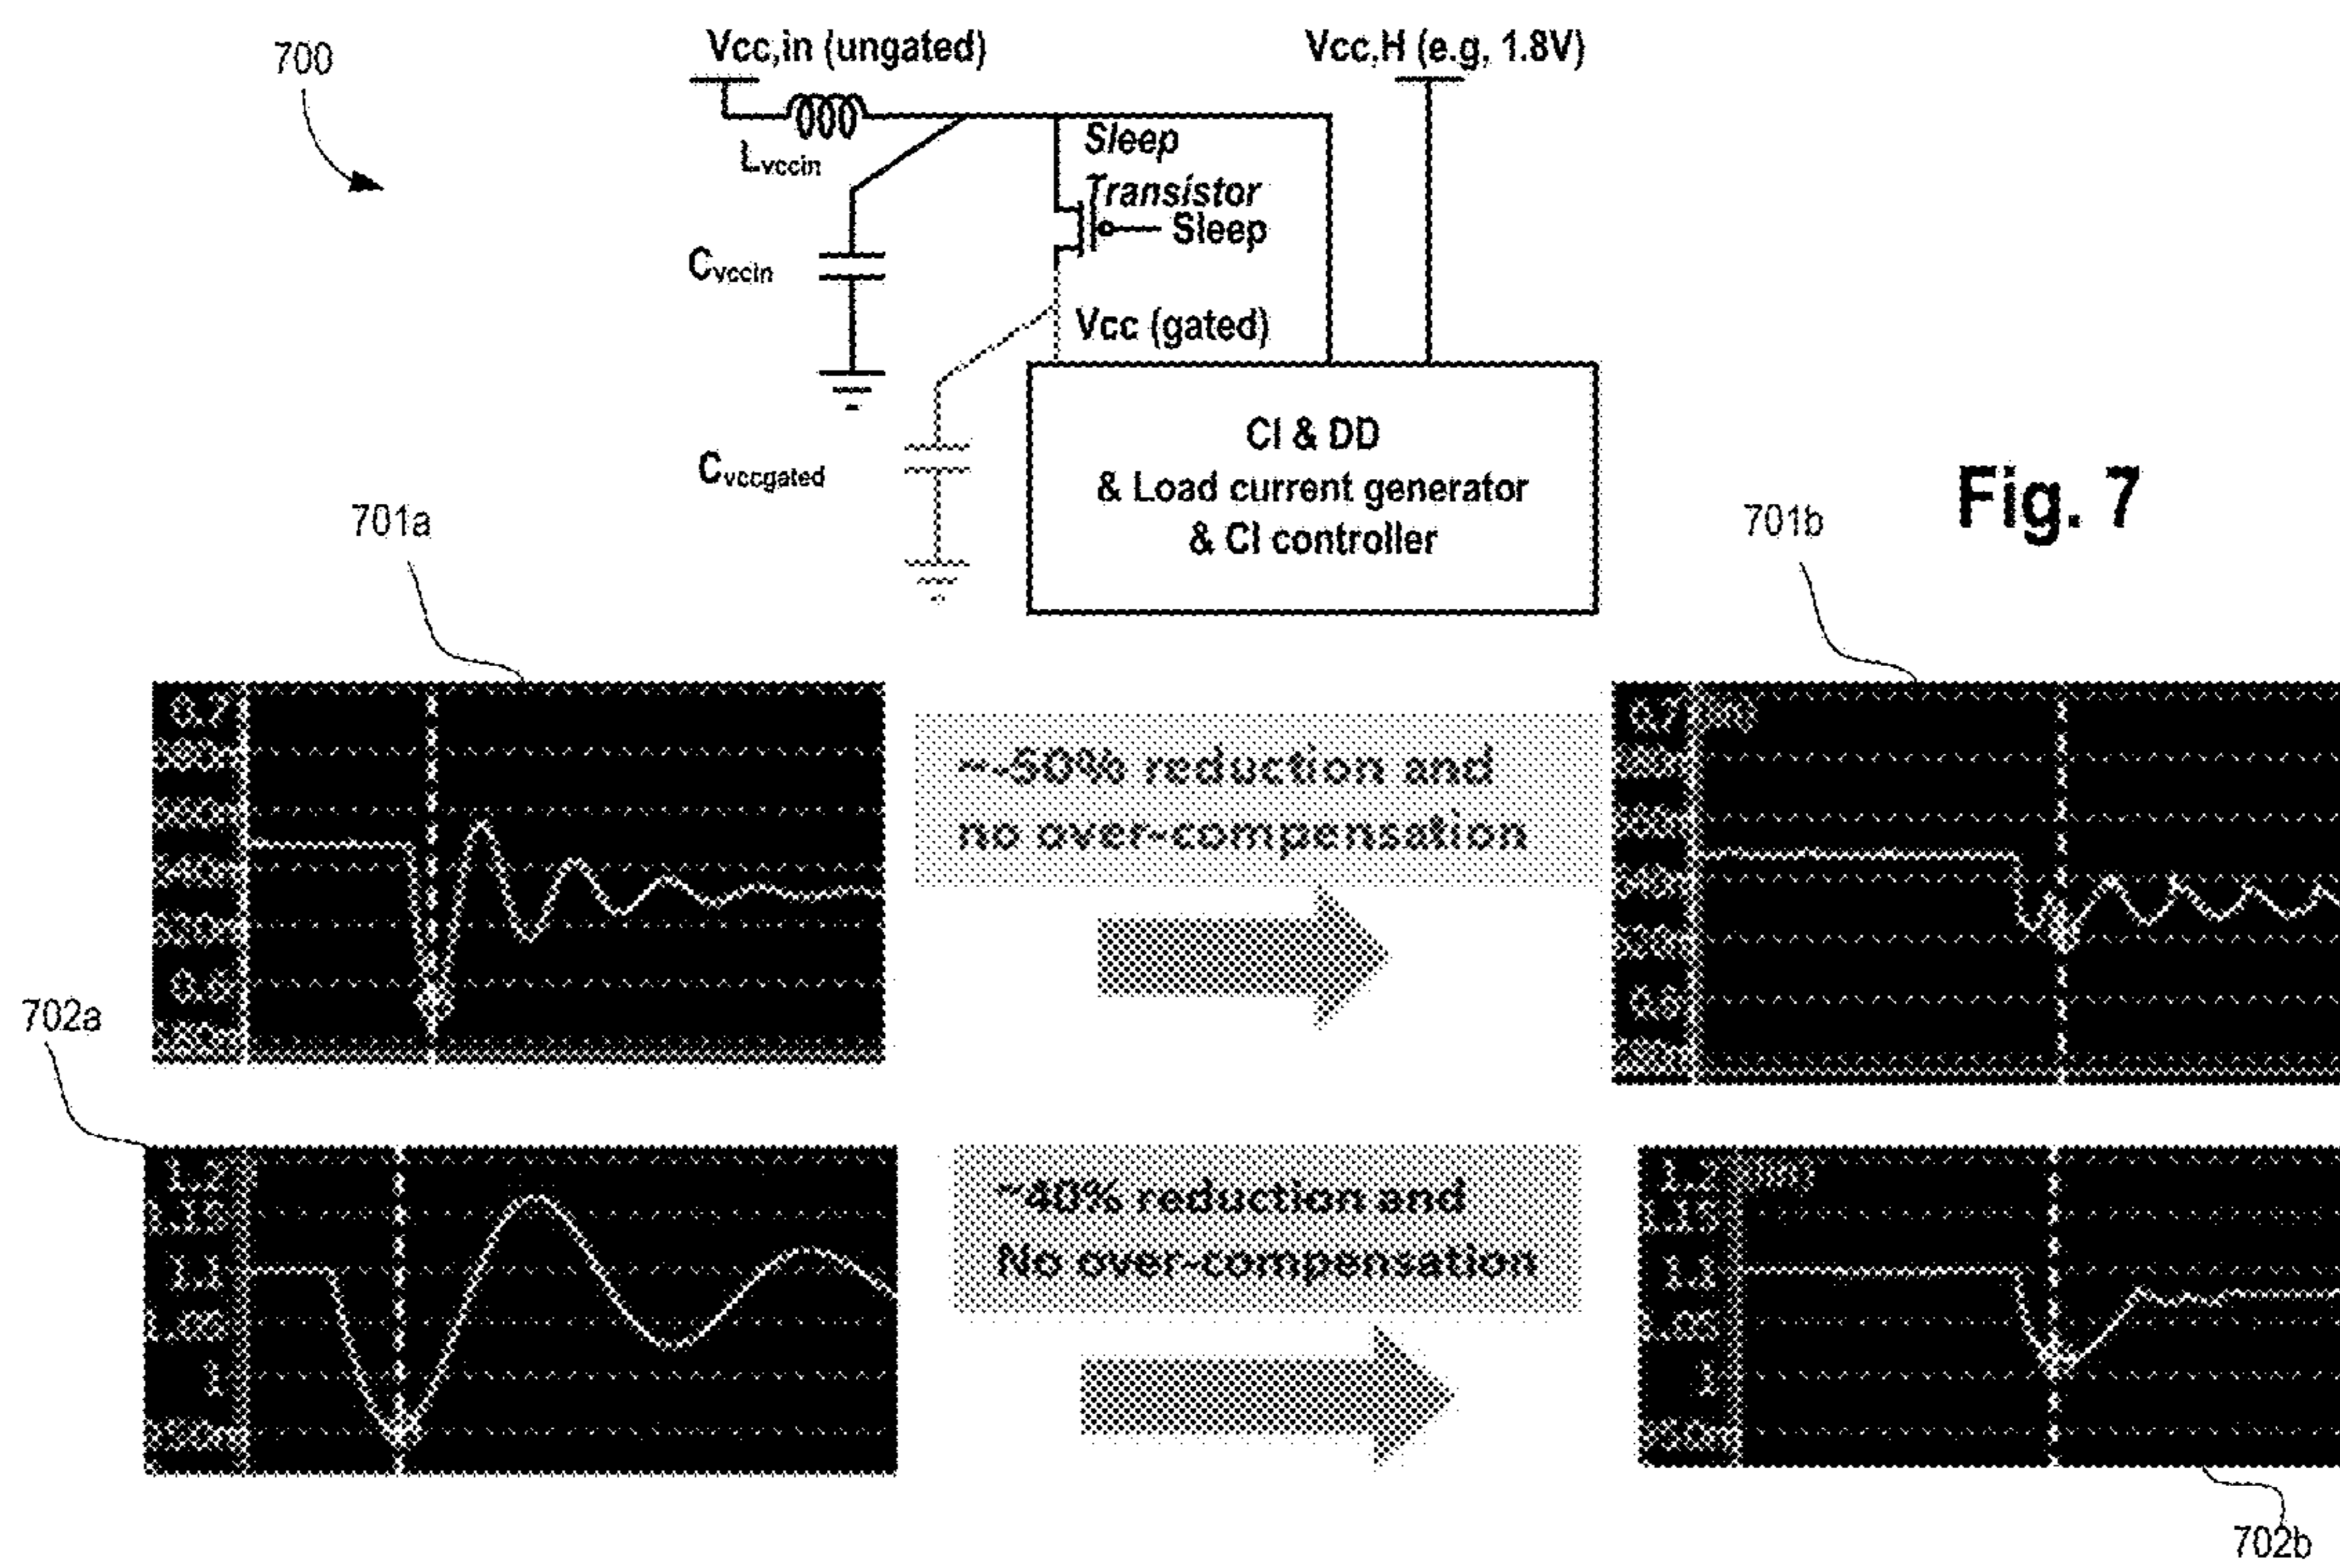 700
Vcc,in (ungated)
Vcc,H (e.g, 1.8V)
Lvccin
Sleep
Transistor
Sleep
Cvccin
Vcc (gated)
Cvccgated
CI & DD
& Load current generator
& CI controller
Fig. 7
701a
701b
0.7
0.6
~-50% reduction and
no over-compensation
0.7
0.6
702a
1.2
1.15
1.1
1
~40% reduction and
No over-compensation
1.2
1.1
1
702b